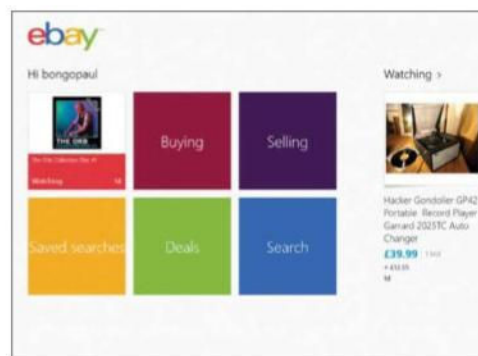 ebay
Hi bongopaul
THE ORB
Watching
Buying
Selling
Saved searches
Deals
Search
Watching >
Hacker Gondolier GP42
Portable Record Player
Garrard 2025TC Auto
Changer
£39.99